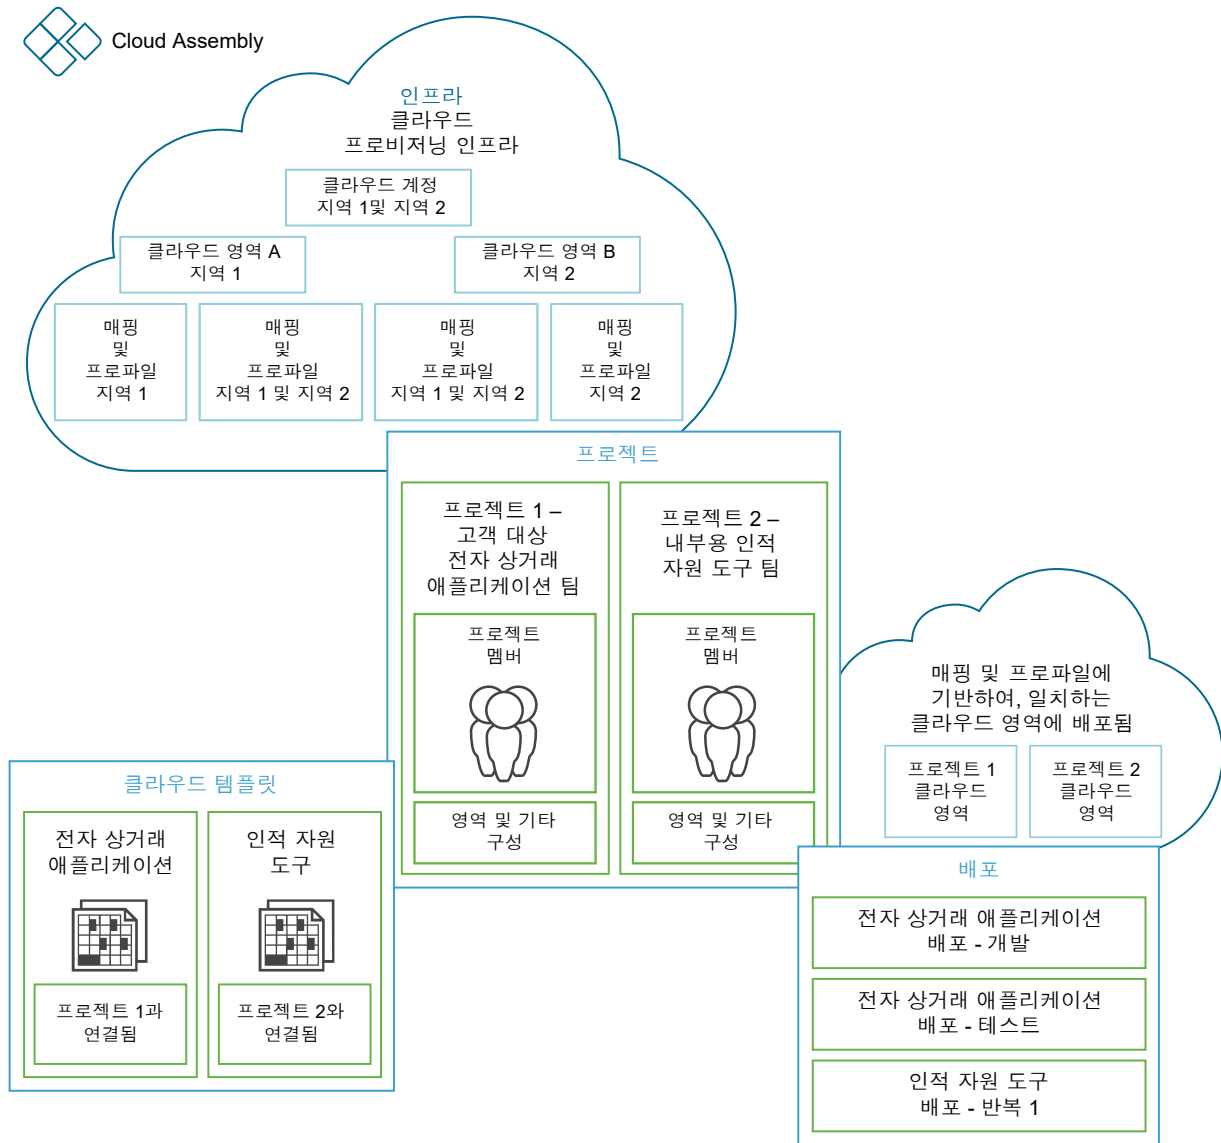 Cloud Assembly
인프라
클라우드
프로비저닝 인프라
클라우드 계정
지역 1및 지역 2
클라우드 영역 A
지역 1
클라우드 영역 B
지역 2
매핑
및
프로파일
지역 1
매핑
및
프로파일
지역 1 및 지역 2
매핑
및
프로파일
지역 1 및 지역 2
매핑
및
프로파일
지역 2
프로젝트
프로젝트 1 –
고객 대상
전자 상거래
애플리케이션 팀
프로젝트
멤버
영역 및 기타
구성
프로젝트 2 –
내부용 인적
자원 도구 팀
프로젝트
멤버
영역 및 기타
구성
클라우드 템플릿
전자 상거래
애플리케이션
프로젝트 1과
연결됨
인적 자원
도구
프로젝트 2와
연결됨
매핑 및 프로파일에
기반하여, 일치하는
클라우드 영역에 배포됨
프로젝트 1
클라우드
영역
프로젝트 2
클라우드
영역
배포
전자 상거래 애플리케이션
배포 - 개발
전자 상거래 애플리케이션
배포 - 테스트
인적 자원 도구
배포 - 반복 1